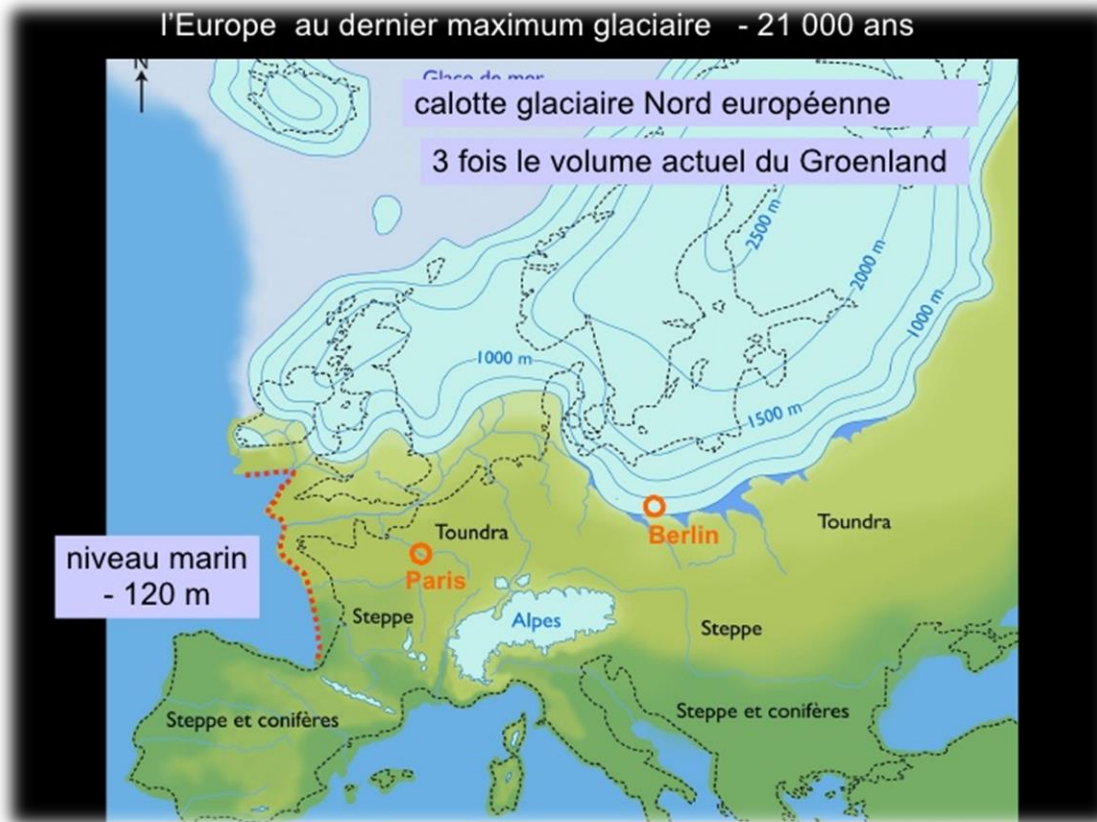 l'Europe au dernier maximum glaciaire - 21 000 ans
N
Glace de mer
calotte glaciaire Nord européenne
3 fois le volume actuel du Groenland
2500 m
2000 m
1000 m
1000 m
1500 m
Toundra
Berlin
Toundra
niveau marin
- 120 m
Paris
Steppe
Alpes
Steppe
Steppe et conifères
Steppe et conifères